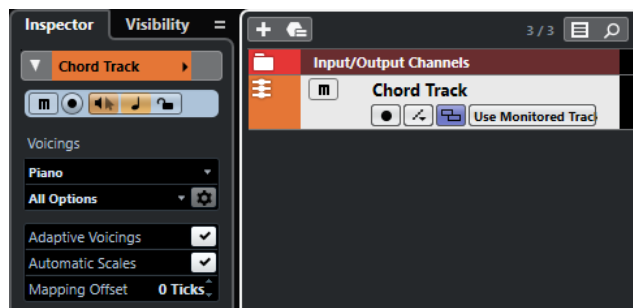 Inspector
Visibility
Chord Track
m
Voicings
Piano
All Options
Adaptive Voicings
Automatic Scales
Mapping Offset 0 Ticks
3 / 3
Input/Output Channels
m Chord Track
Use Monitored Trac